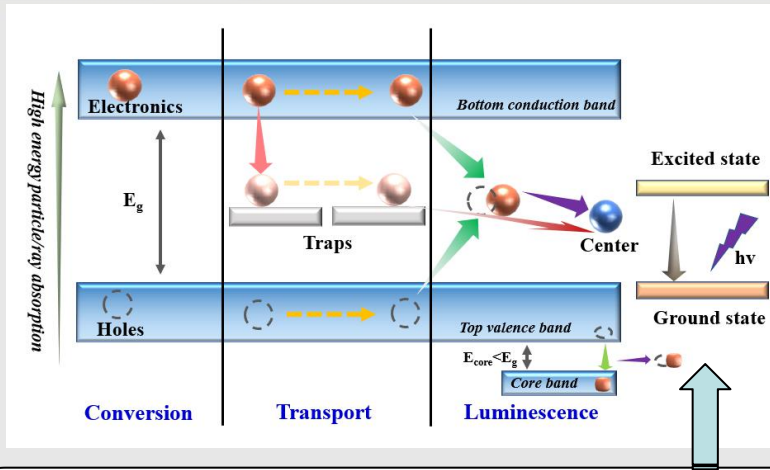 High energy particle/ray absorption
Electronics
Bottom conduction band
Eg
Traps
Excited state
Center
hv
Ground state
Holes
Top valence band
Ecore<Eg
Core band
Conversion
Transport
Luminescence